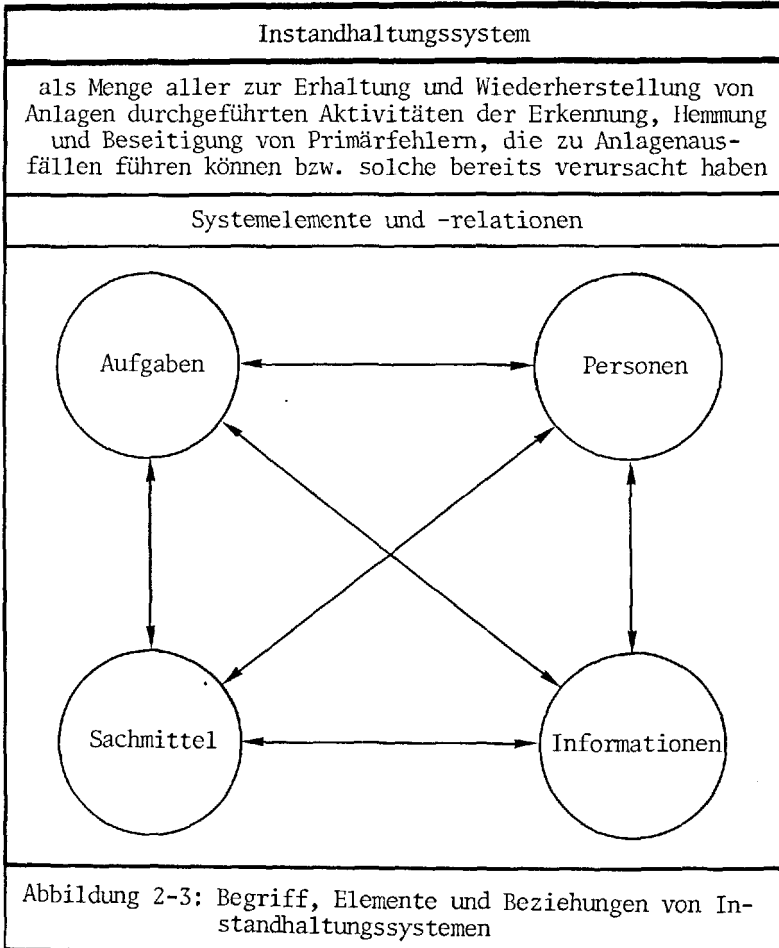 Instandhaltungssystem
als Menge aller zur Erhaltung und Wiederherstellung von
Anlagen durchgeführten Aktivitäten der Erkennung, Hemmung
und Beseitigung von Primärfehlern, die zu Anlagenaus-
fällen führen können bzw. solche bereits verursacht haben
Systemelemente und -relationen
Aufgaben
Personen
Sachmittel
Informationen
Abbildung 2-3: Begriff, Elemente und Beziehungen von In-
standhaltungssystemen